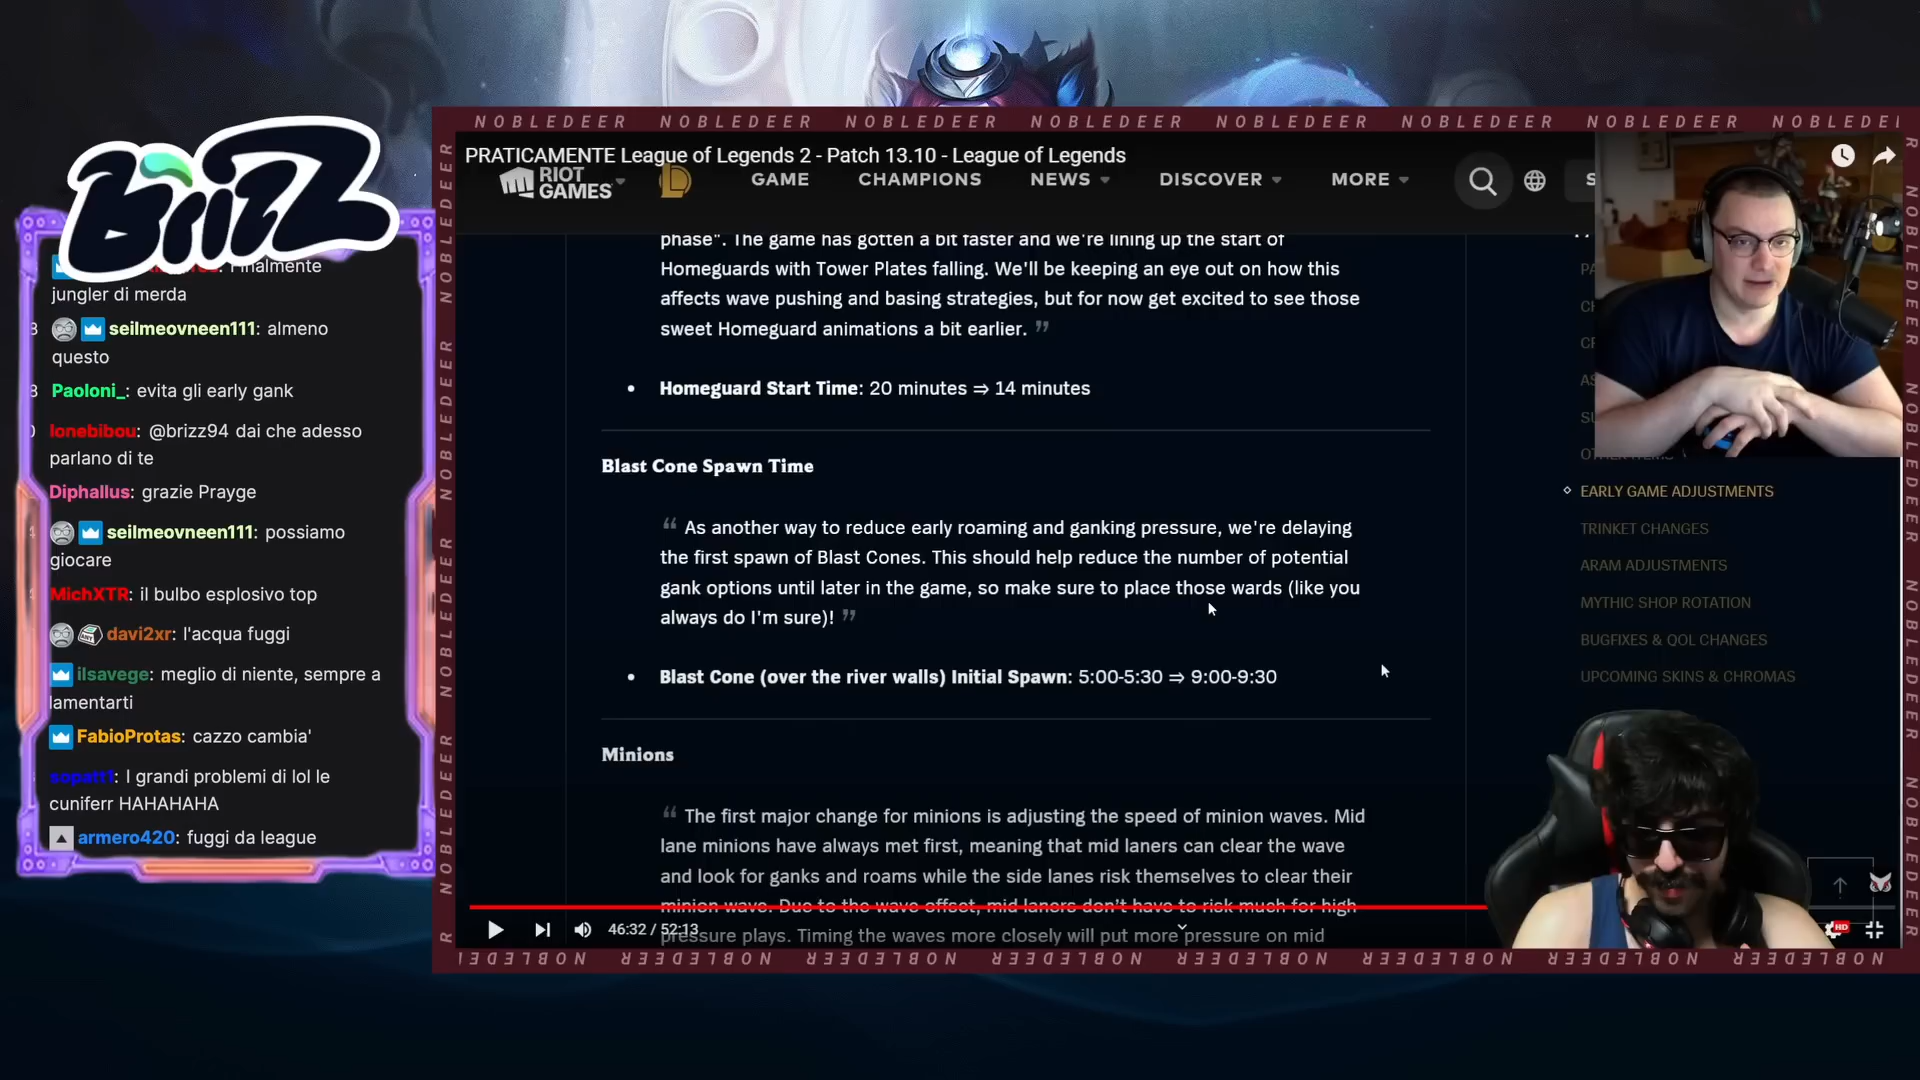 NOBLEDEER NOBLEDEER NOBLEDEER NOBLEDEER NOBLEDEER NOBLEDEER NOBLEDEER NOBLEDEI
brizz
PRATICAMENTE League of Legends 2 - Patch 13.10 - League of Legends
RIOT GAMES
GAME CHAMPIONS NEWS DISCOVER MORE
phase". The game has gotten a bit faster and we're lining up the start of
Homeguards with Tower Plates falling. We'll be keeping an eye out on how this
affects wave pushing and basing strategies, but for now get excited to see those
sweet Homeguard animations a bit earlier. ”
• Homeguard Start Time: 20 minutes ⇒ 14 minutes
Blast Cone Spawn Time
“ As another way to reduce early roaming and ganking pressure, we're delaying
the first spawn of Blast Cones. This should help reduce the number of potential
gank options until later in the game, so make sure to place those wards (like you
always do I'm sure)! ”
• Blast Cone (over the river walls) Initial Spawn: 5:00-5:30 ⇒ 9:00-9:30
Minions
“ The first major change for minions is adjusting the speed of minion waves. Mid
lane minions have always met first, meaning that mid laners can clear the wave
and look for ganks and roams while the side lanes risk themselves to clear their
minion wave. Due to the wave offset, mid laners don't have to risk much for high
pressure plays. Timing the waves more closely will put more pressure on mid
46:32 / 52:13
HD
EARLY GAME ADJUSTMENTS
TRINKET CHANGES
ARAM ADJUSTMENTS
MYTHIC SHOP ROTATION
BUGFIXES & QOL CHANGES
UPCOMING SKINS & CHROMAS
Finalmente
jungler di merda
seilmeovneen111: almeno
questo
Paoloni_: evita gli early gank
lonebibou: @brizz94 dai che adesso
parlano di te
Diphallus: grazie Prayge
seilmeovneen111: possiamo
giocare
MichXTR: il bulbo esplosivo top
davi2xr: l'acqua fuggi
ilsavege: meglio di niente, sempre a
lamentarti
FabioProtas: cazzo cambia'
sopatt1: I grandi problemi di lol le
cuniferr HAHAHAHA
armero420: fuggi da league
NOBLEDEER NOBLEDEER NOBLEDEER NOBLEDEER NOBLEDEER NOBLEDEER NOBLEDEER